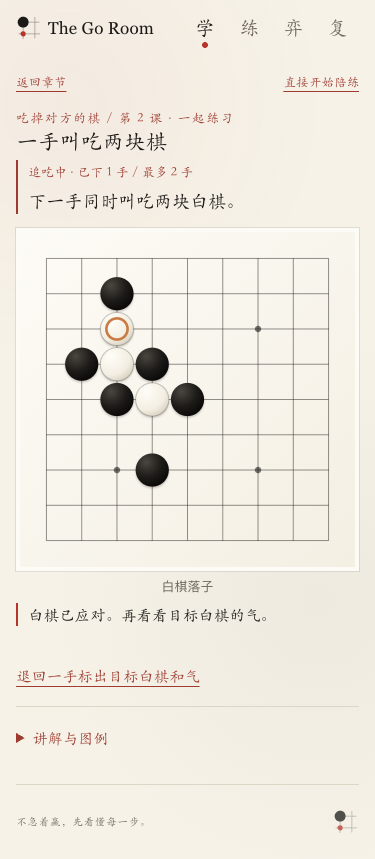 The Go Room
学 练 弈 复
返回章节 直接开始陪练
吃掉对方的棋 / 第 2 课 · 一起练习
一手叫吃两块棋
追吃中 · 已下 1 手 / 最多 2 手
下一手同时叫吃两块白棋。
白棋落子
白棋已应对。再看看目标白棋的气。
退回一手标出目标白棋和气
讲解与图例
不急着赢，先看懂每一步。